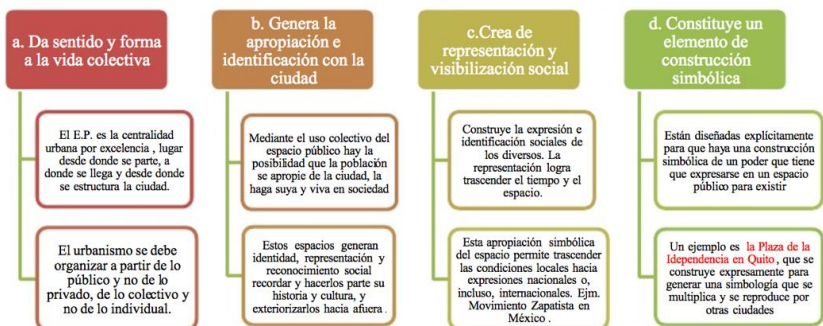 a. Da sentido y forma
a la vida colectiva
El E.P. es la centralidad
urbana por excelencia , lugar
desde donde se parte, a
donde se llega y desde donde
se estructura la ciudad.
El urbanismo se debe
organizar a partir de lo
público y no de lo
privado, de lo colectivo y
no de lo individual.
b. Genera la
apropiación e
identificación con la
ciudad
Mediante el uso colectivo del
espacio público hay la
posibilidad que la población
se apropie de la ciudad, la
haga suya y viva en sociedad
Estos espacios generan
identidad, representación y
reconocimiento social
recordar y hacerlos parte su
historia y cultura, y
exteriorizarlos hacia afuera .
c.Crea de
representación y
visibilización social
Construye la expresión e
identificación sociales de
los diversos. La
representación logra
trascender el tiempo y el
espacio.
Esta apropiación simbólica
del espacio permite trascender
las condiciones locales hacia
expresiones nacionales o,
incluso, internacionales. Ejm.
Movimiento Zapatista en
México .
d. Constituye un
elemento de
construcción
simbólica
Están diseñadas explícitamente
para que haya una construcción
simbólica de un poder que tiene
que expresarse en un espacio
público para existir
Un ejemplo es la Plaza de la
Idependencia en Quito, que se
construye expresamente para
generar una simbología que se
multiplica y se reproduce por
otras ciudades